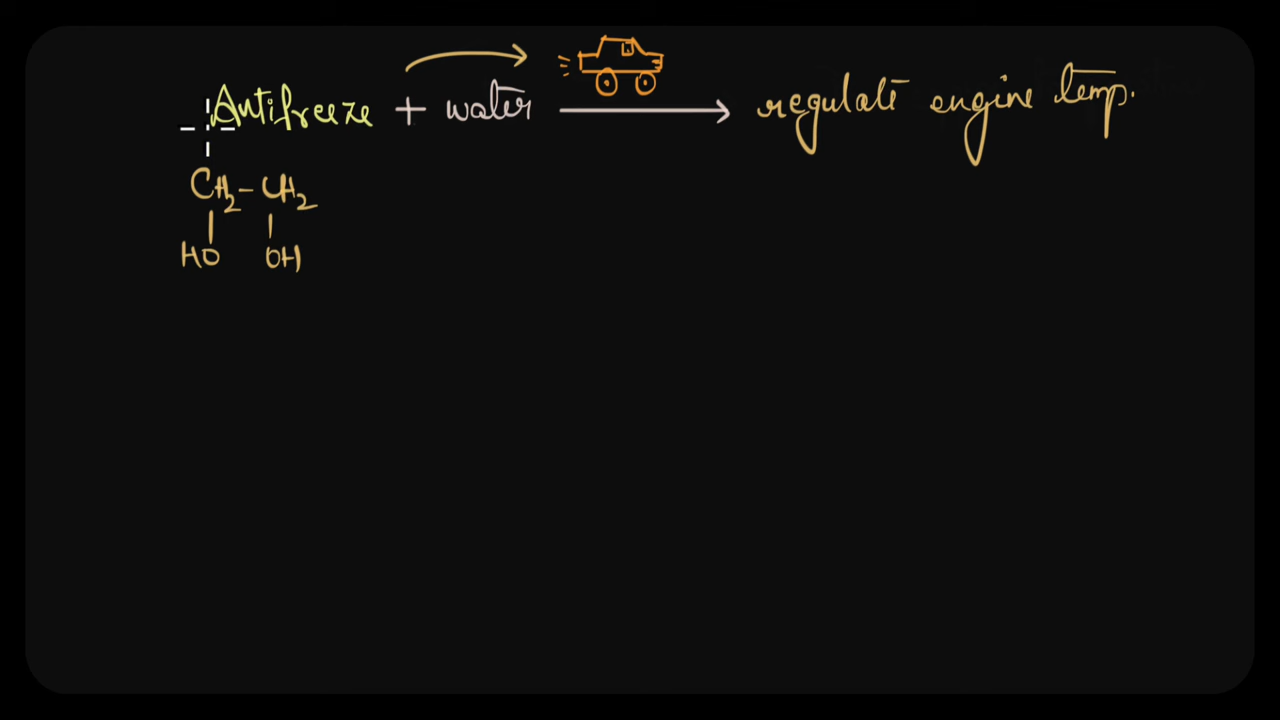 Antifreeze + water → regulate engine temp.
CH2-CH2
HO OH